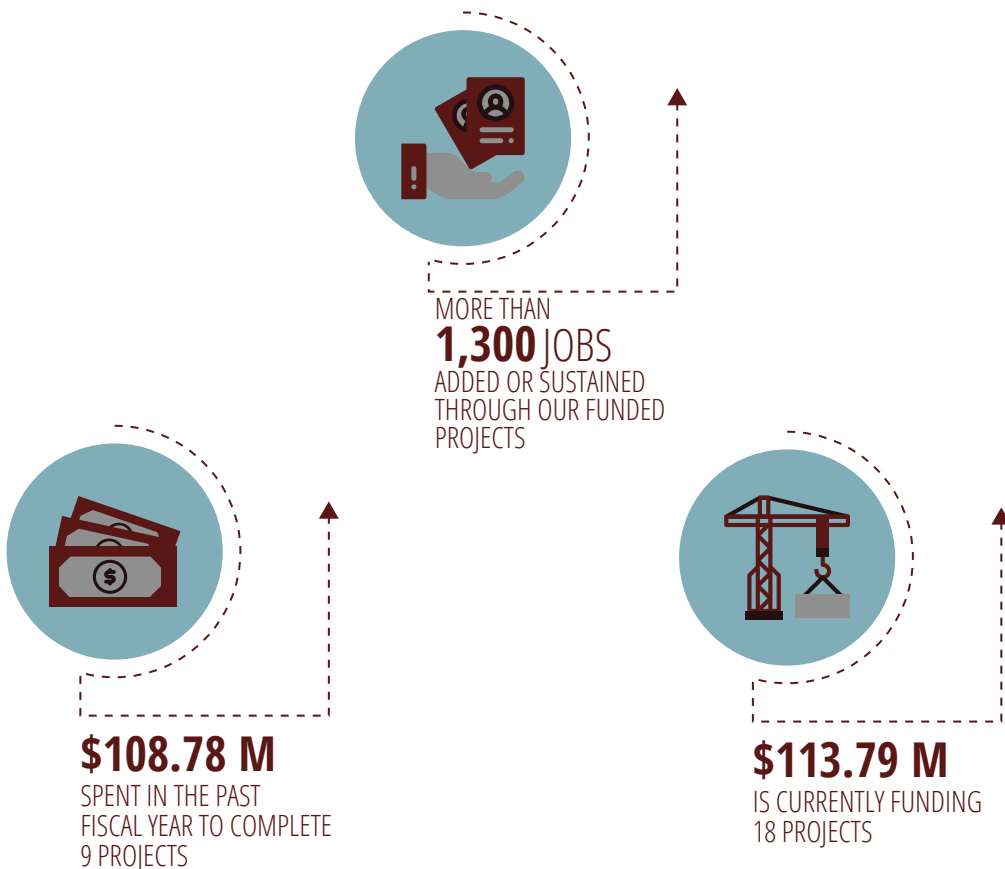 MORE THAN
1,300 JOBS
ADDED OR SUSTAINED
THROUGH OUR FUNDED
PROJECTS
$
$108.78 M
SPENT IN THE PAST
FISCAL YEAR TO COMPLETE
9 PROJECTS
$113.79 M
IS CURRENTLY FUNDING
18 PROJECTS